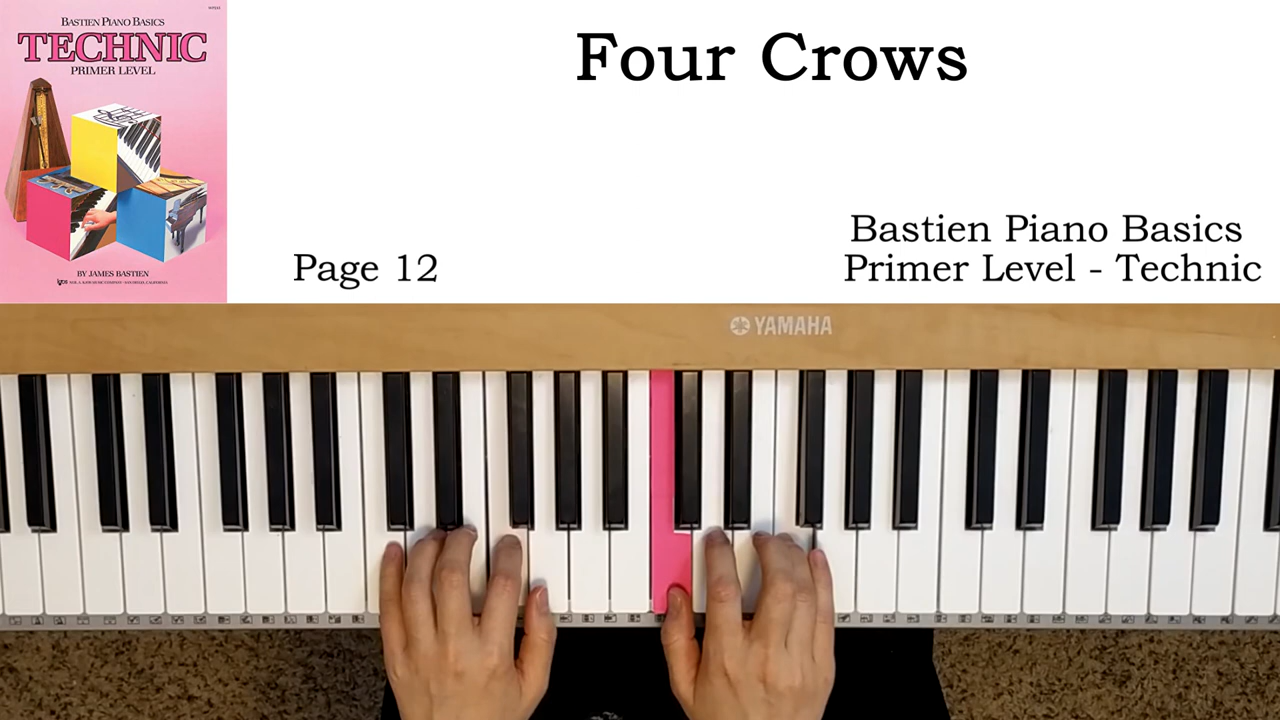 BASTIEN PIANO BASICS
TECHNIC
PRIMER LEVEL
BY JAMES BASTIEN
Four Crows
Page 12
Bastien Piano Basics
Primer Level - Technic
YAMAHA